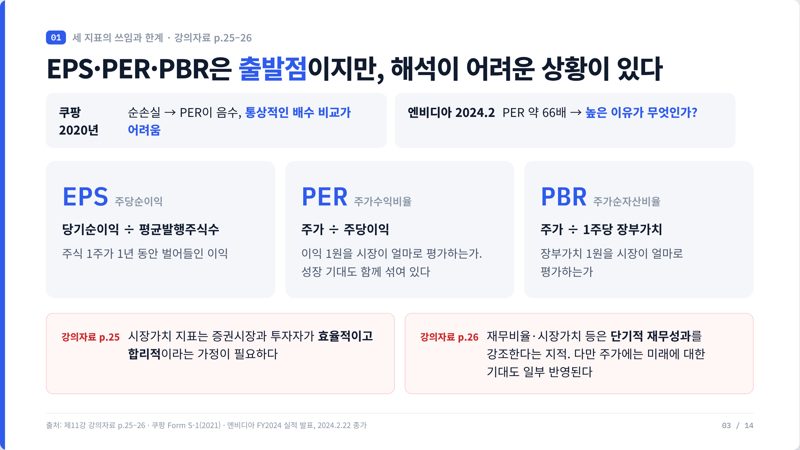 01 세 지표의 쓰임과 한계 · 강의자료 p.25–26
EPS·PER·PBR은 출발점이지만, 해석이 어려운 상황이 있다
쿠팡
2020년
순손실 → PER이 음수, 통상적인 배수 비교가
어려움
엔비디아 2024.2 PER 약 66배 → 높은 이유가 무엇인가?
EPS 주당순이익
당기순이익 ÷ 평균발행주식수
주식 1주가 1년 동안 벌어들인 이익
PER 주가수익비율
주가 ÷ 주당이익
이익 1원을 시장이 얼마로 평가하는가.
성장 기대도 함께 섞여 있다
PBR 주가순자산비율
주가 ÷ 1주당 장부가치
장부가치 1원을 시장이 얼마로
평가하는가
강의자료 p.25 시장가치 지표는 증권시장과 투자자가 효율적이고
합리적이라는 가정이 필요하다
강의자료 p.26 재무비율·시장가치 등은 단기적 재무성과를
강조한다는 지적. 다만 주가에는 미래에 대한
기대도 일부 반영된다
출처: 제11강 강의자료 p.25–26 · 쿠팡 Form S-1(2021) · 엔비디아 FY2024 실적 발표, 2024.2.22 종가
03 / 14